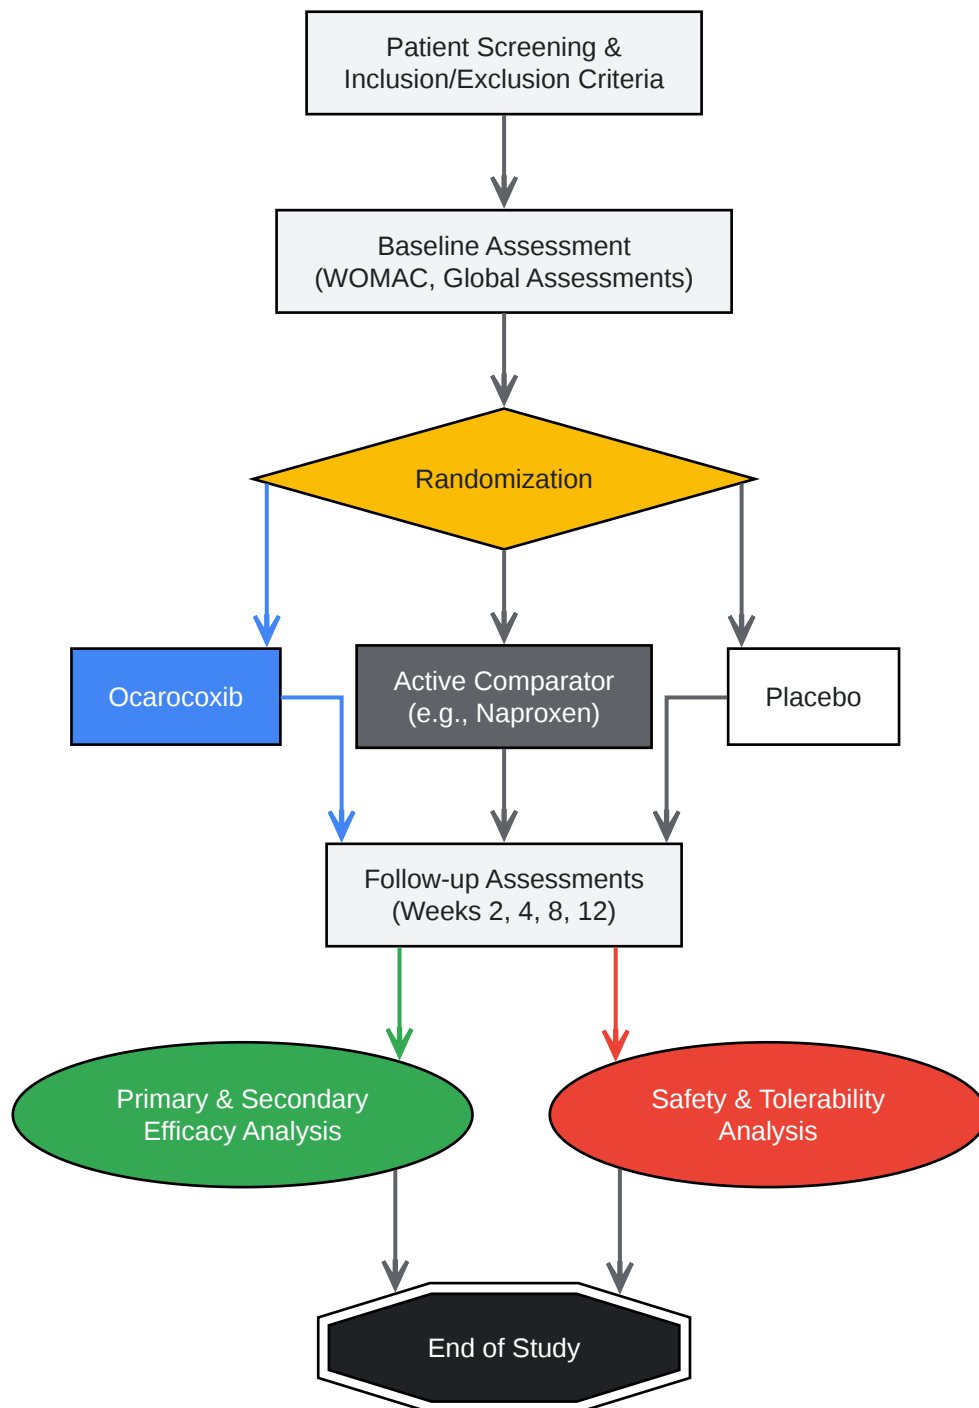 Patient Screening &
Inclusion/Exclusion Criteria
Baseline Assessment
(WOMAC, Global Assessments)
Randomization
Ocarocoxib
Active Comparator
(e.g., Naproxen)
Placebo
Follow-up Assessments
(Weeks 2, 4, 8, 12)
Primary & Secondary
Efficacy Analysis
Safety & Tolerability
Analysis
End of Study